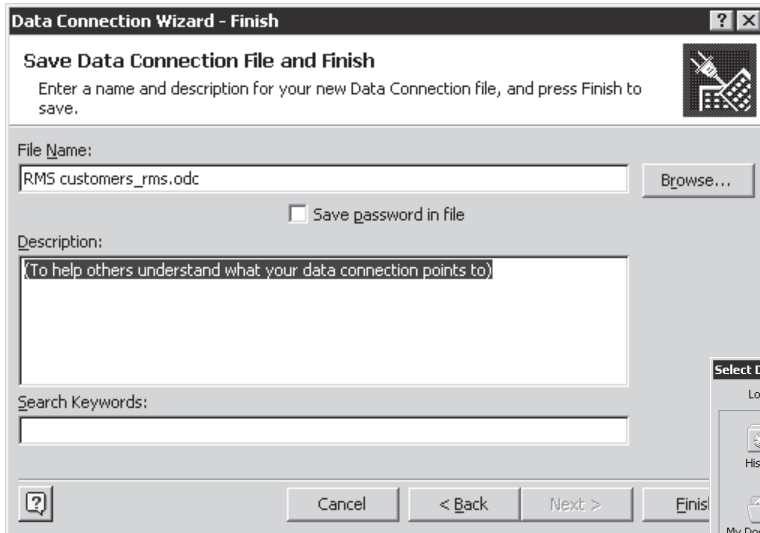 Data Connection Wizard - Finish
Save Data Connection File and Finish
Enter a name and description for your new Data Connection file, and press Finish to
save.
File Name:
RMS customers_rms.odc
Browse...
Save password in file
Description:
(To help others understand what your data connection points to)
Search Keywords:
Cancel
< Back
Next >
Finis
Select D
Lo
His
My Do